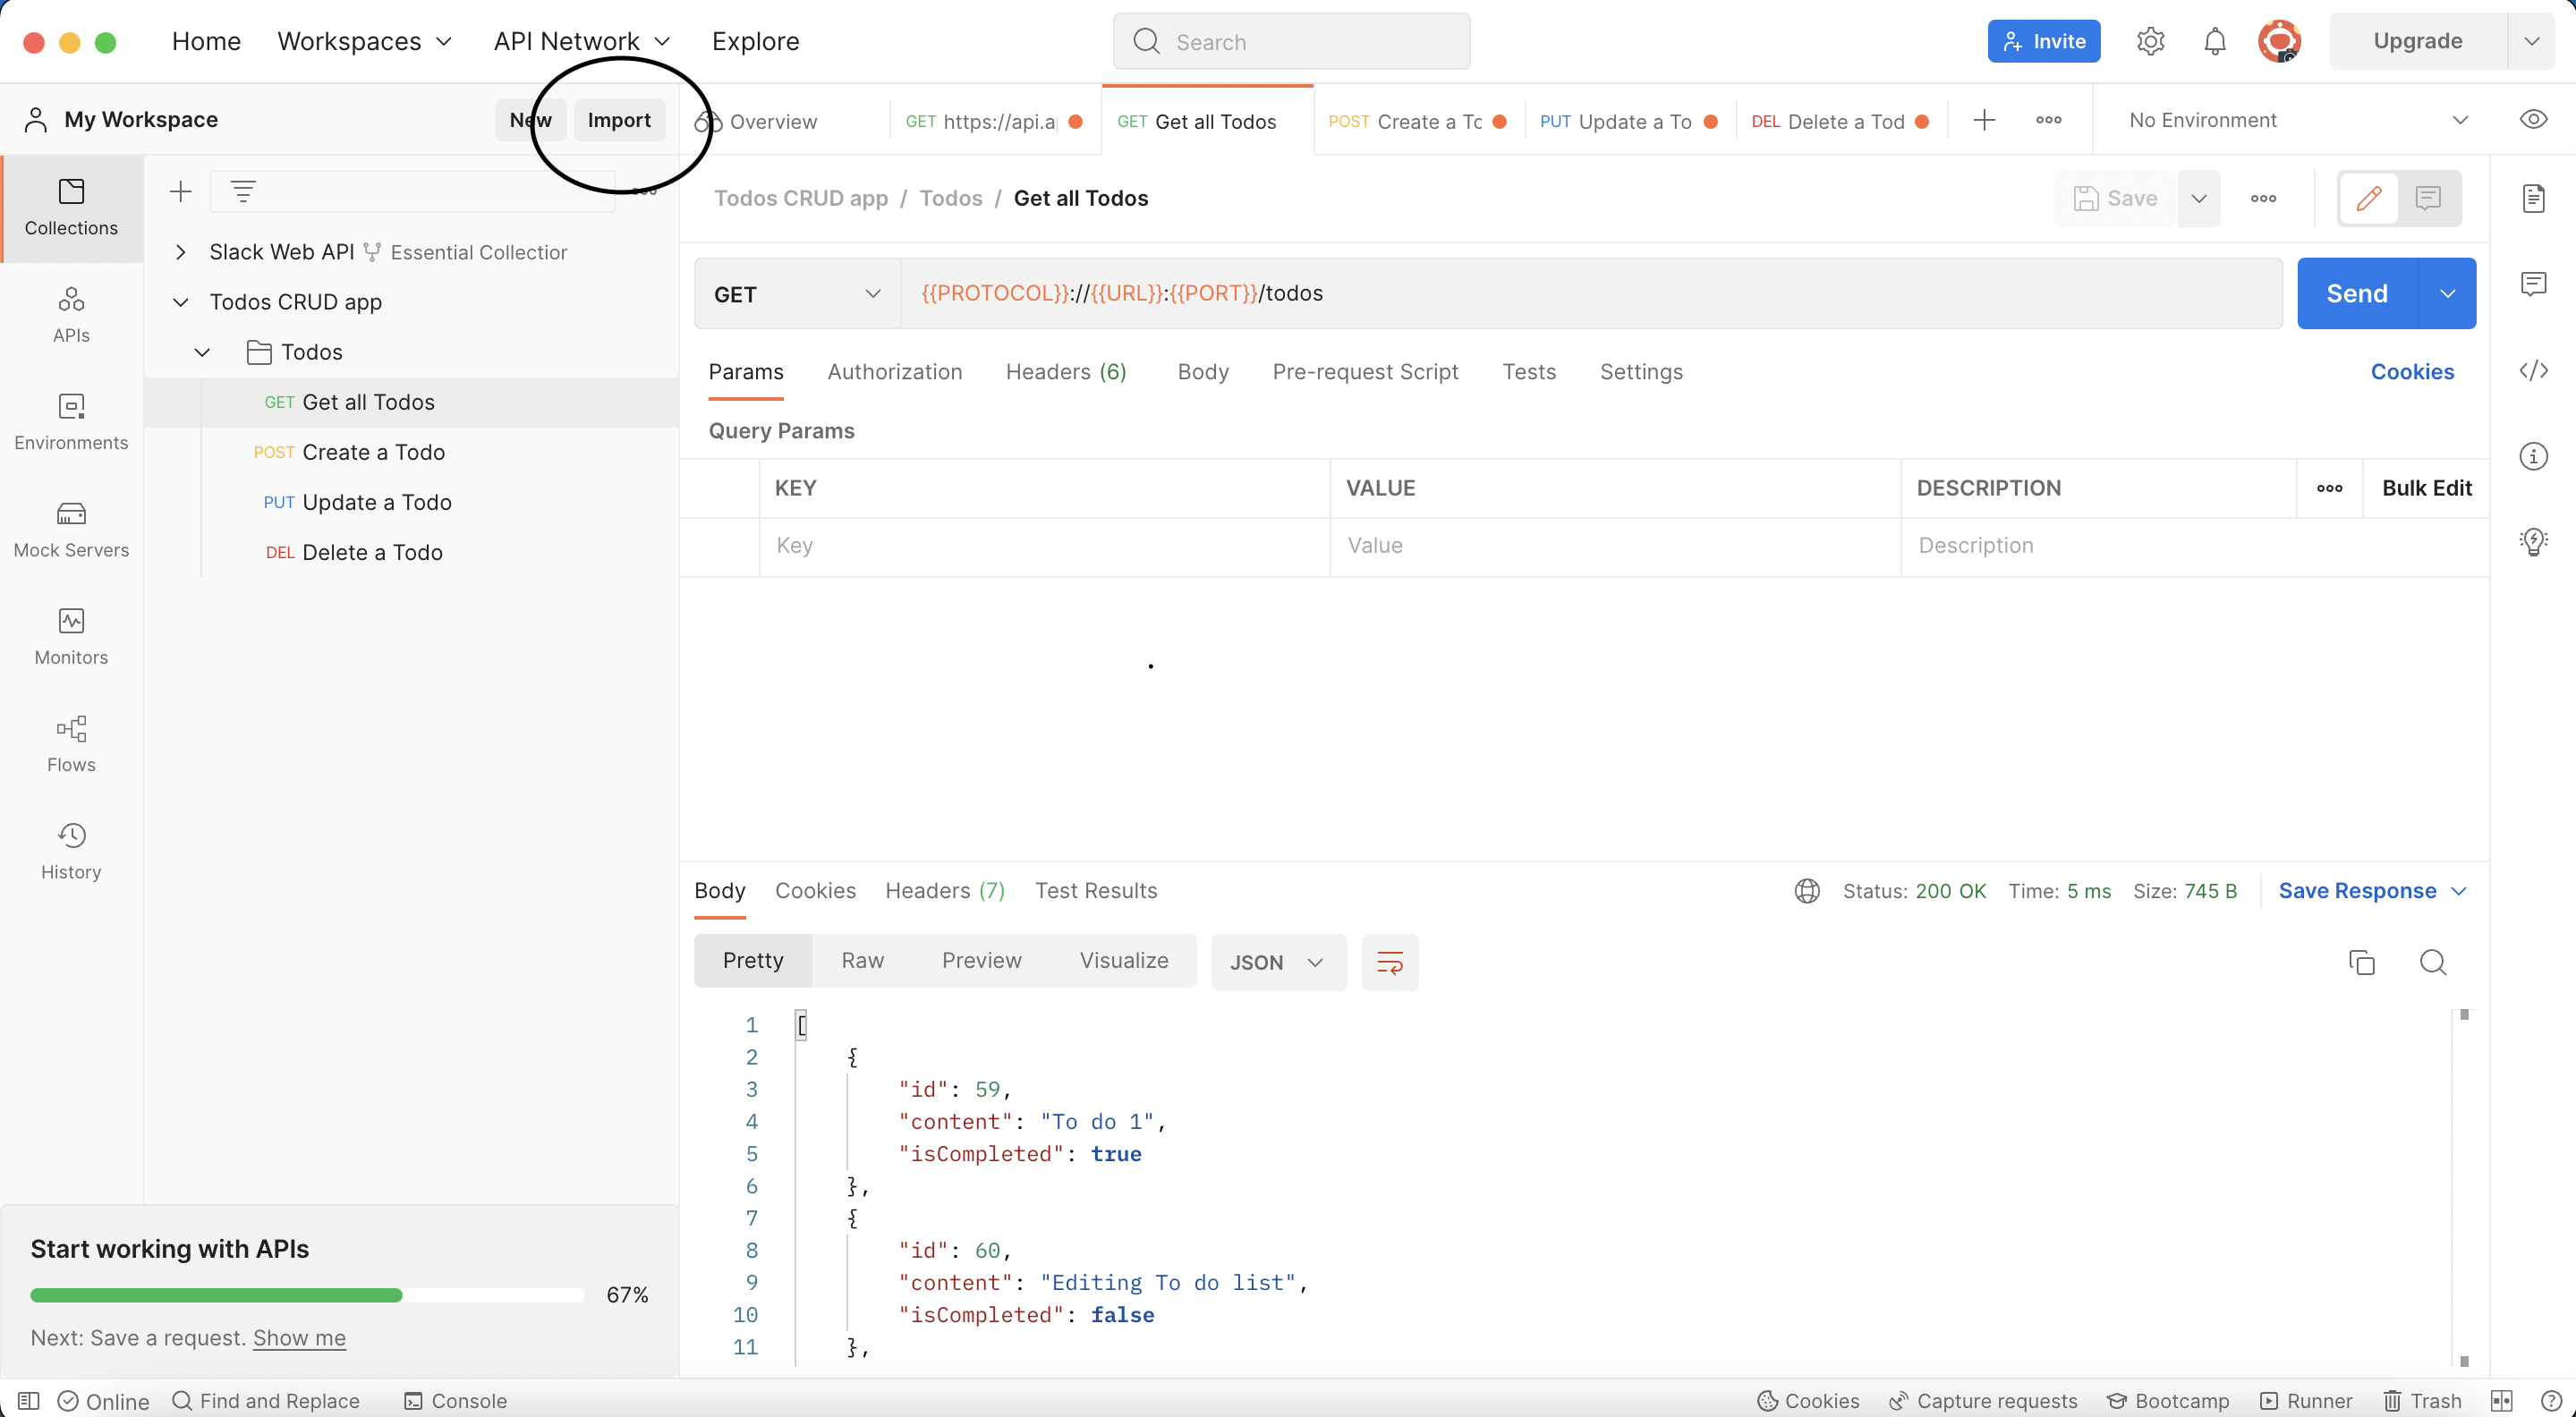 Home Workspaces API Network Explore Search Invite Upgrade
My Workspace New Import Overview GET https://api.a GET Get all Todos POST Create a Tc PUT Update a To DEL Delete a Tod No Environment
Collections
APIs
Environments
Mock Servers
Monitors
Flows
History
Slack Web API Essential Collectior
Todos CRUD app
Todos
GET Get all Todos
POST Create a Todo
PUT Update a Todo
DEL Delete a Todo
Start working with APIs
67%
Next: Save a request. Show me
Todos CRUD app / Todos / Get all Todos Save
GET {{PROTOCOL}}://{{URL}}:{{PORT}}/todos Send
Params Authorization Headers (6) Body Pre-request Script Tests Settings Cookies
Query Params
KEY VALUE DESCRIPTION Bulk Edit
Key Value Description
Body Cookies Headers (7) Test Results Status: 200 OK Time: 5 ms Size: 745 B Save Response
Pretty Raw Preview Visualize JSON
1 [
2 {
3 "id": 59,
4 "content": "To do 1",
5 "isCompleted": true
6 },
7 {
8 "id": 60,
9 "content": "Editing To do list",
10 "isCompleted": false
11 },
Online Find and Replace Console Cookies Capture requests Bootcamp Runner Trash